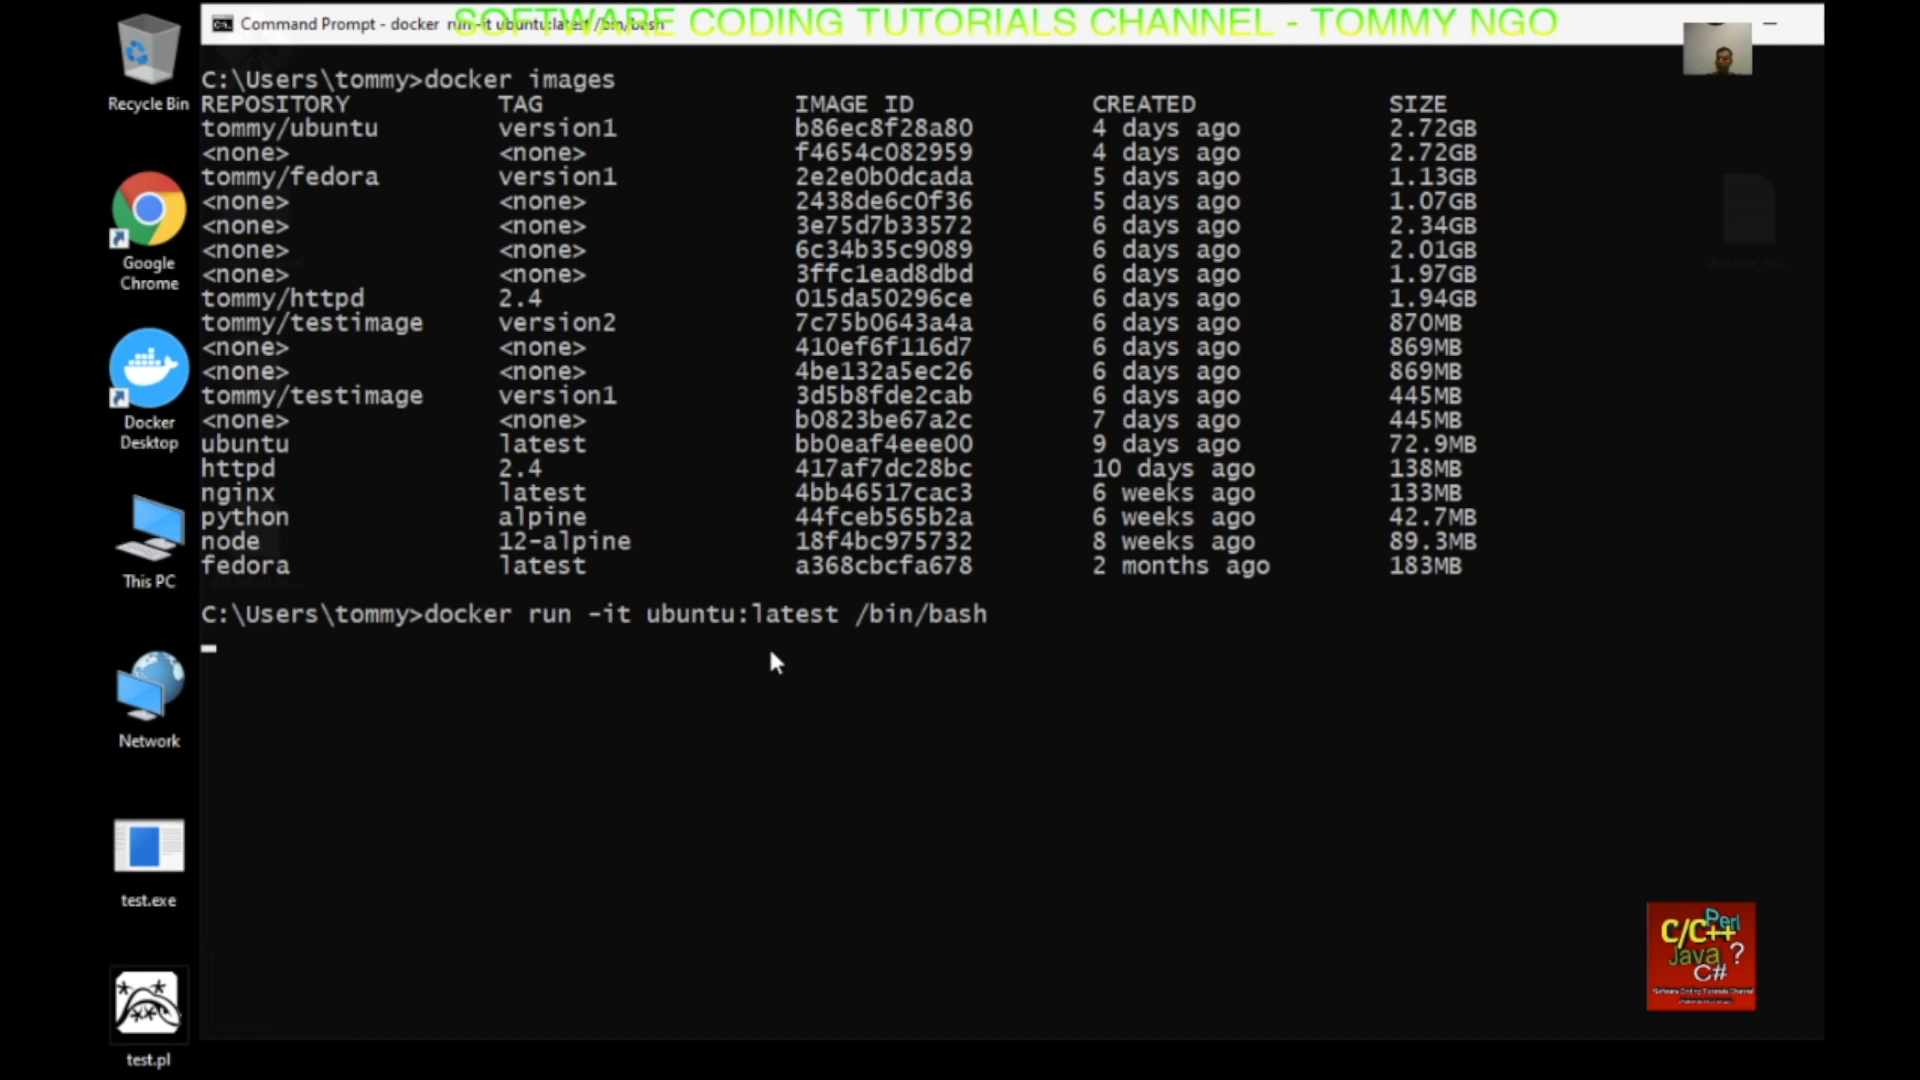 SOFTWARE CODING TUTORIALS CHANNEL - TOMMY NGO
Command Prompt - docker run -it ubuntu:latest /bin/bash
C:\Users\tommy>docker images
REPOSITORY TAG IMAGE ID CREATED SIZE
tommy/ubuntu version1 b86ec8f28a80 4 days ago 2.72GB
<none> <none> f4654c082959 4 days ago 2.72GB
tommy/fedora version1 2e2e0b0dcada 5 days ago 1.13GB
<none> <none> 2438de6c0f36 5 days ago 1.07GB
<none> <none> 3e75d7b33572 6 days ago 2.34GB
<none> <none> 6c34b35c9089 6 days ago 2.01GB
<none> <none> 3ffc1ead8dbd 6 days ago 1.97GB
tommy/httpd 2.4 015da50296ce 6 days ago 1.94GB
tommy/testimage version2 7c75b0643a4a 6 days ago 870MB
<none> <none> 410ef6f116d7 6 days ago 869MB
<none> <none> 4be132a5ec26 6 days ago 869MB
tommy/testimage version1 3d5b8fde2cab 6 days ago 445MB
<none> <none> b0823be67a2c 7 days ago 445MB
ubuntu latest bb0eaf4eee00 9 days ago 72.9MB
httpd 2.4 417af7dc28bc 10 days ago 138MB
nginx latest 4bb46517cac3 6 weeks ago 133MB
python alpine 44fceb565b2a 6 weeks ago 42.7MB
node 12-alpine 18f4bc975732 8 weeks ago 89.3MB
fedora latest a368cbcfa678 2 months ago 183MB
C:\Users\tommy>docker run -it ubuntu:latest /bin/bash
Recycle Bin
Google
Chrome
Docker
Desktop
This PC
Network
test.exe
test.pl
Perl
C/C++
Java ?
C#
Software Coding Tutorials Channel